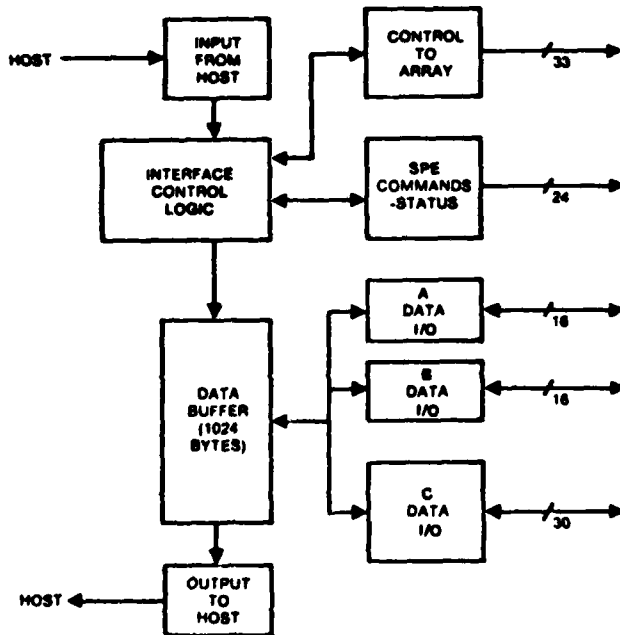 HOST
INPUT
FROM
HOST
CONTROL
TO
ARRAY
33
INTERFACE
CONTROL
LOGIC
SPE
COMMANDS
-STATUS
24
A
DATA
I/O
16
B
DATA
I/O
16
DATA
BUFFER
(1024
BYTES)
C
DATA
I/O
30
HOST
OUTPUT
TO
HOST